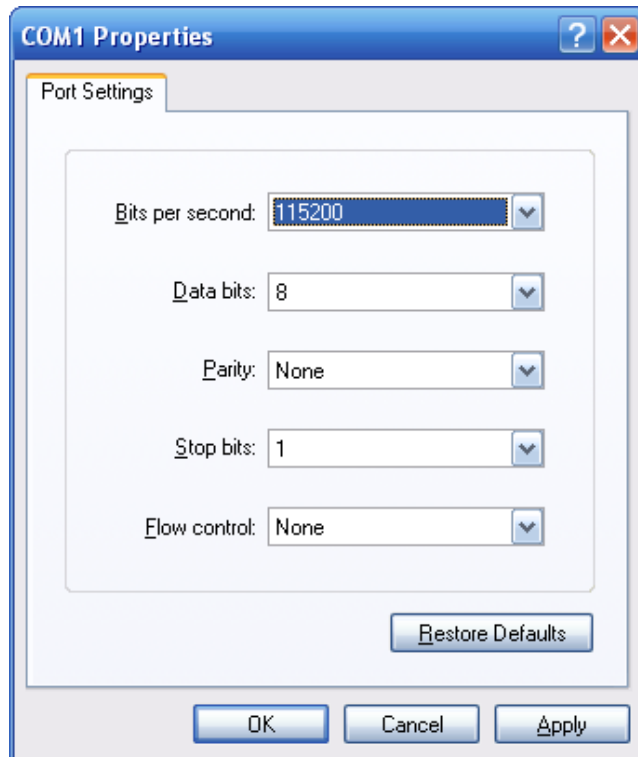 COM1 Properties
Port Settings
Bits per second: 115200
Data bits: 8
Parity: None
Stop bits: 1
Flow control: None
Restore Defaults
OK Cancel Apply